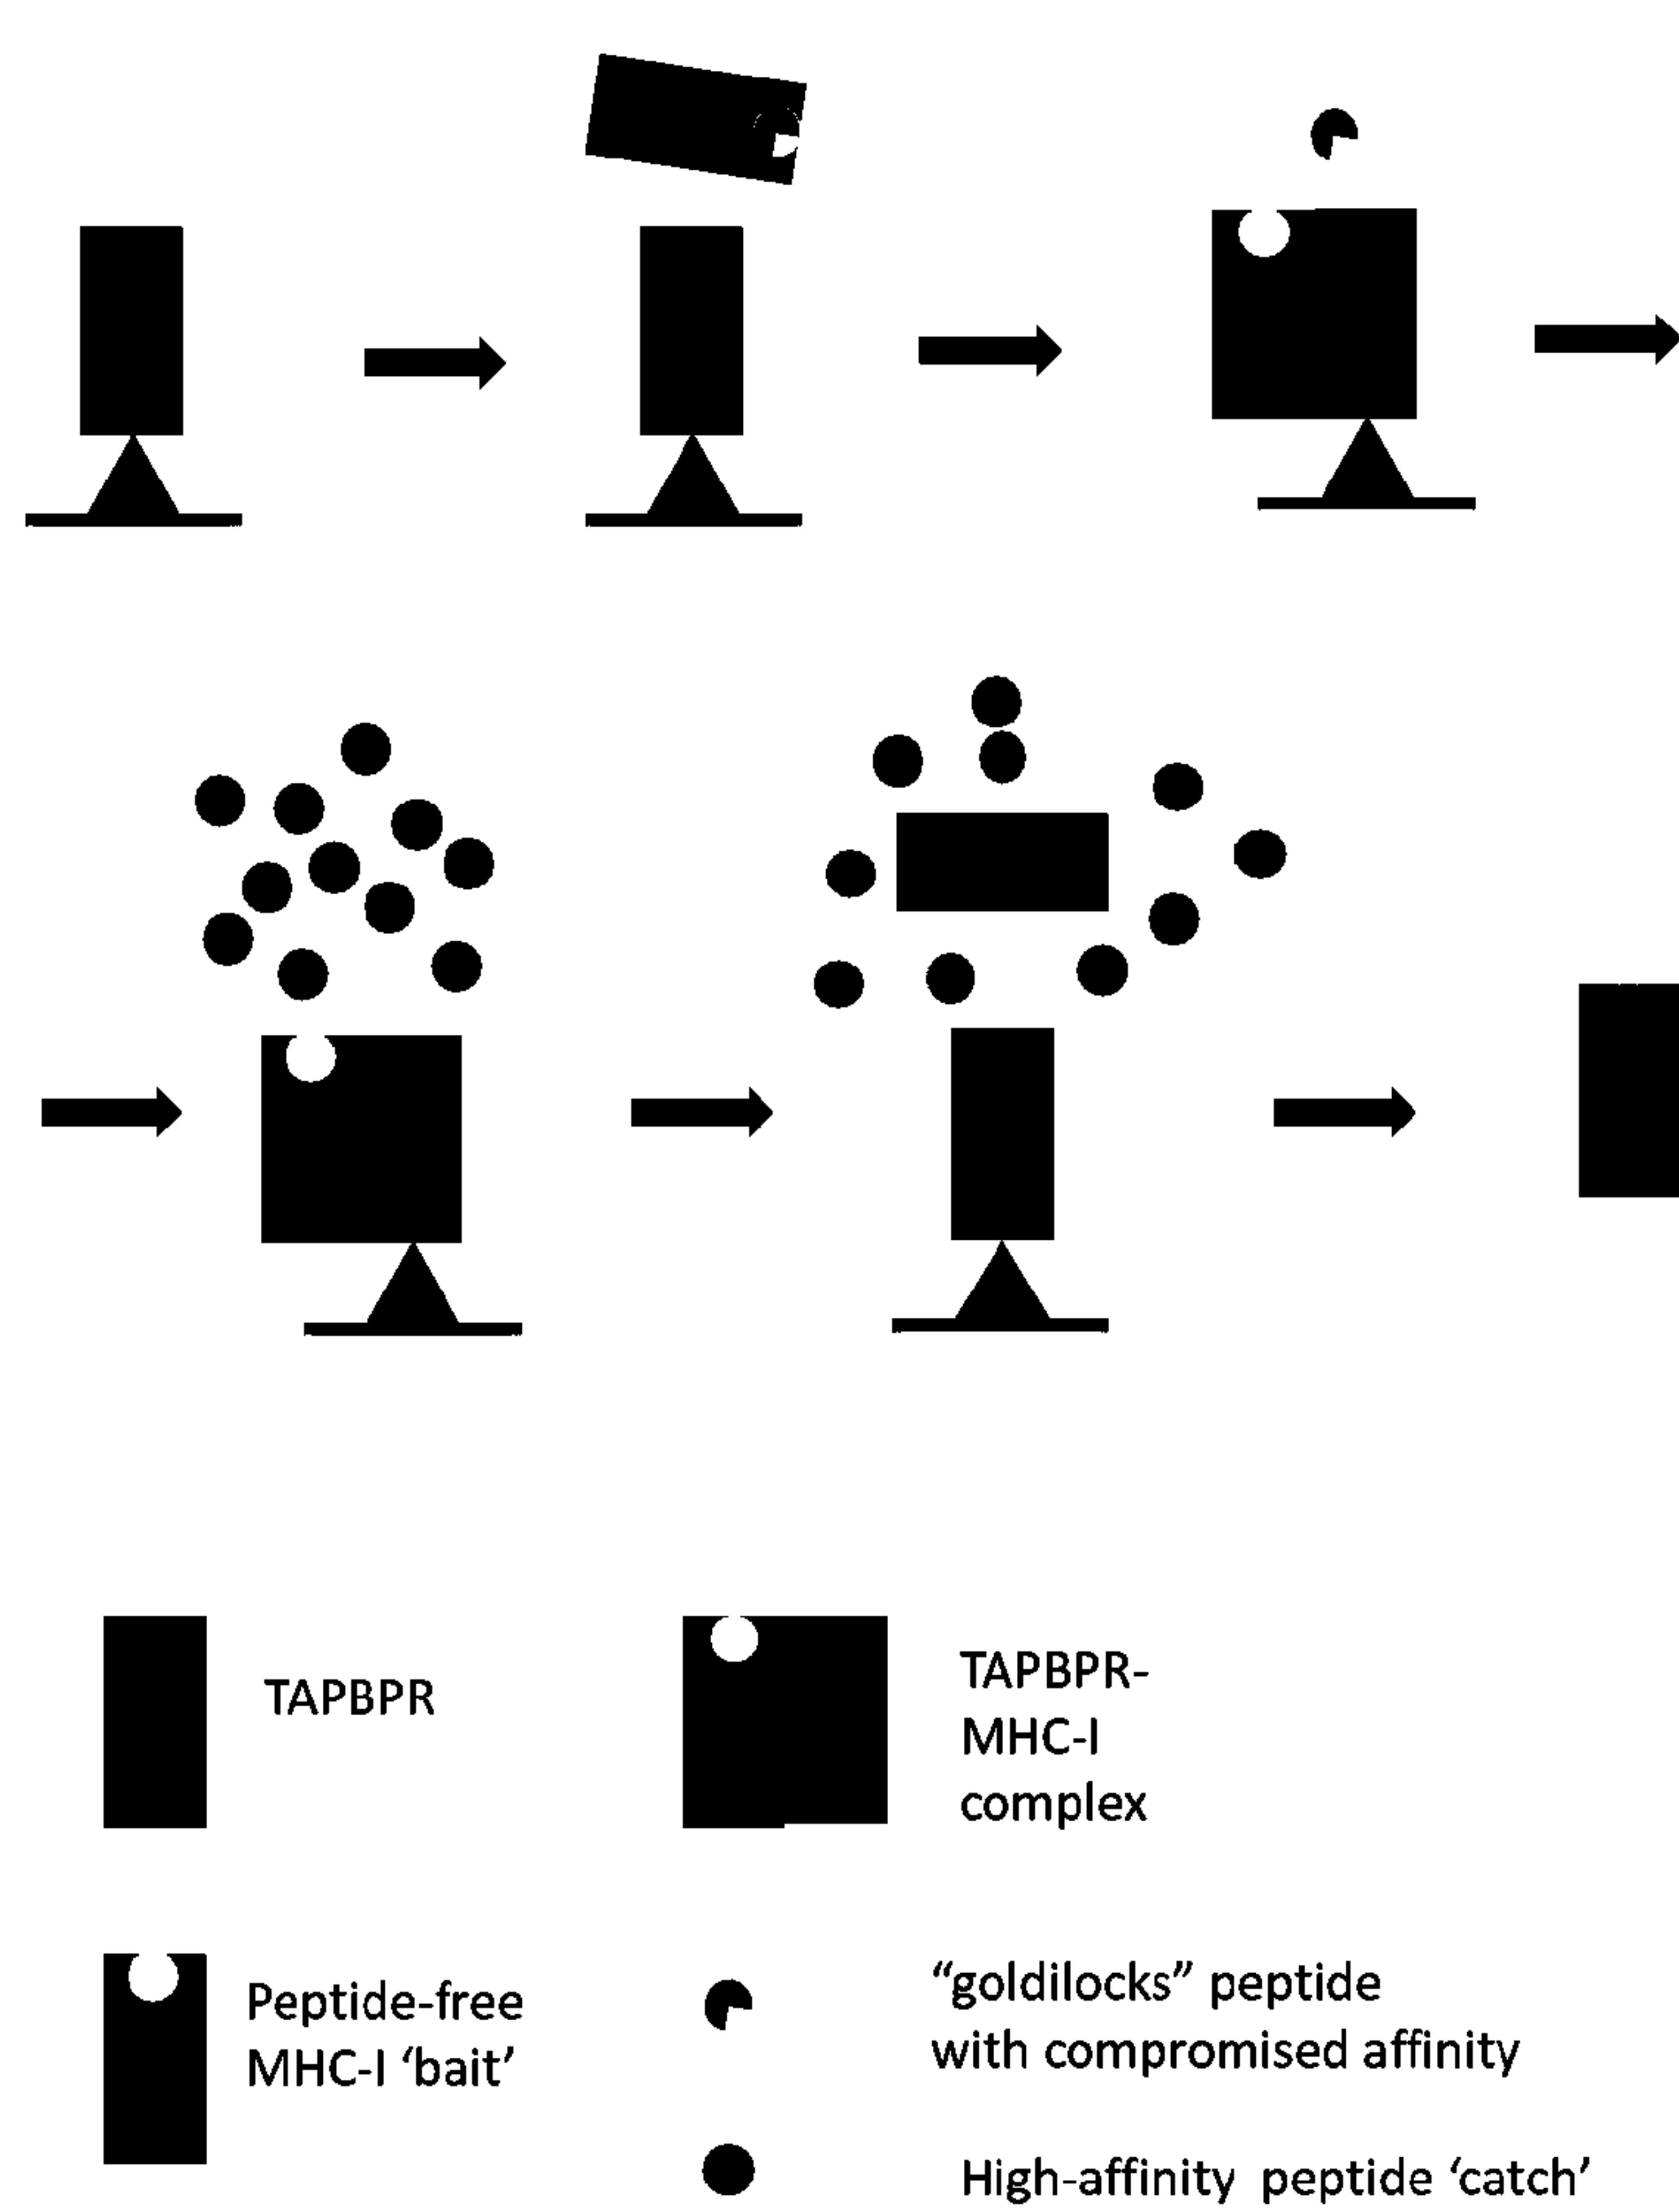 TAPBPR
TAPBPR-
MHC-I
complex
Peptide-free
MHC-I ‘bait’
“goldilocks” peptide
with compromised affinity
High-affinity peptide ‘catch’